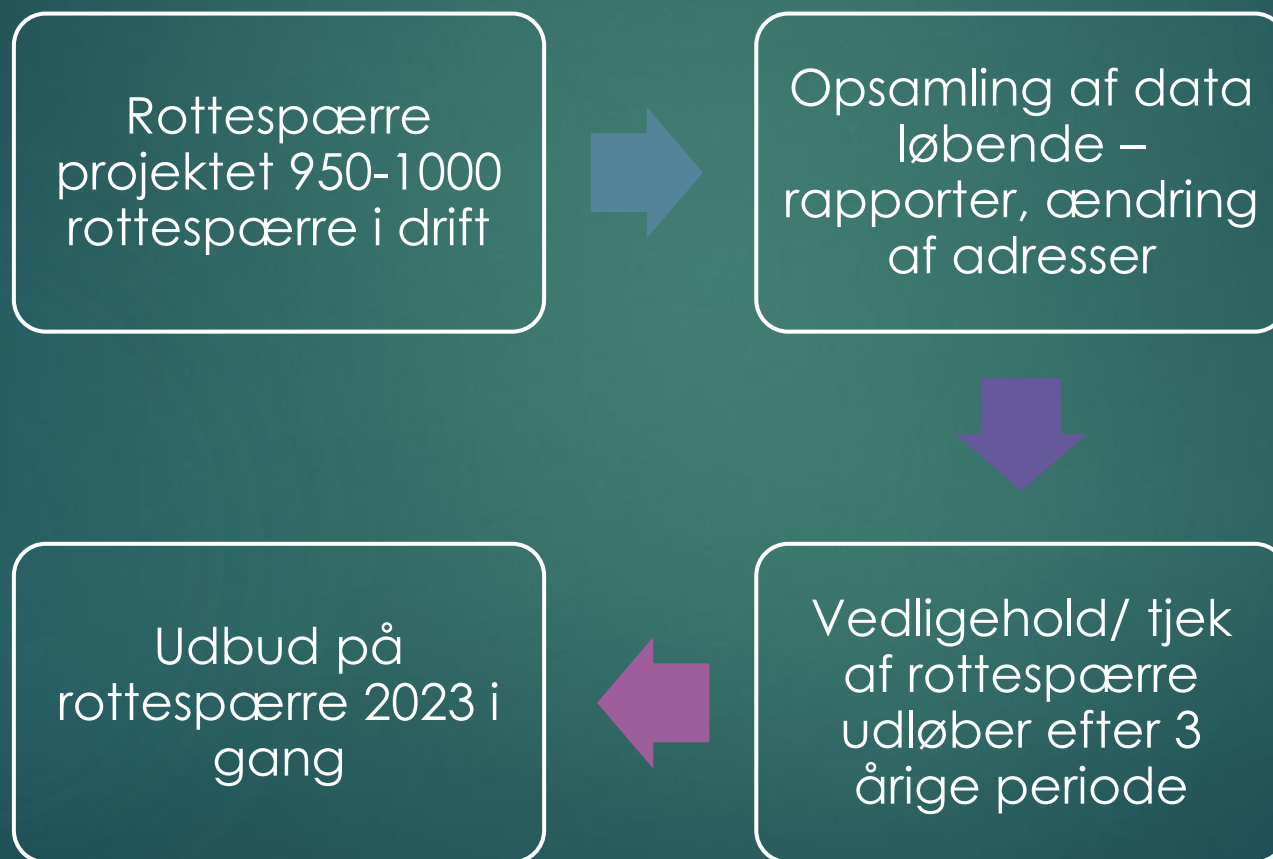 Rottespærre
projektet 950-1000
rottespærre i drift
Opsamling af data
løbende –
rapporter, ændring
af adresser
Vedligehold/ tjek
af rottespærre
udløber efter 3
årige periode
Udbud på
rottespærre 2023 i
gang